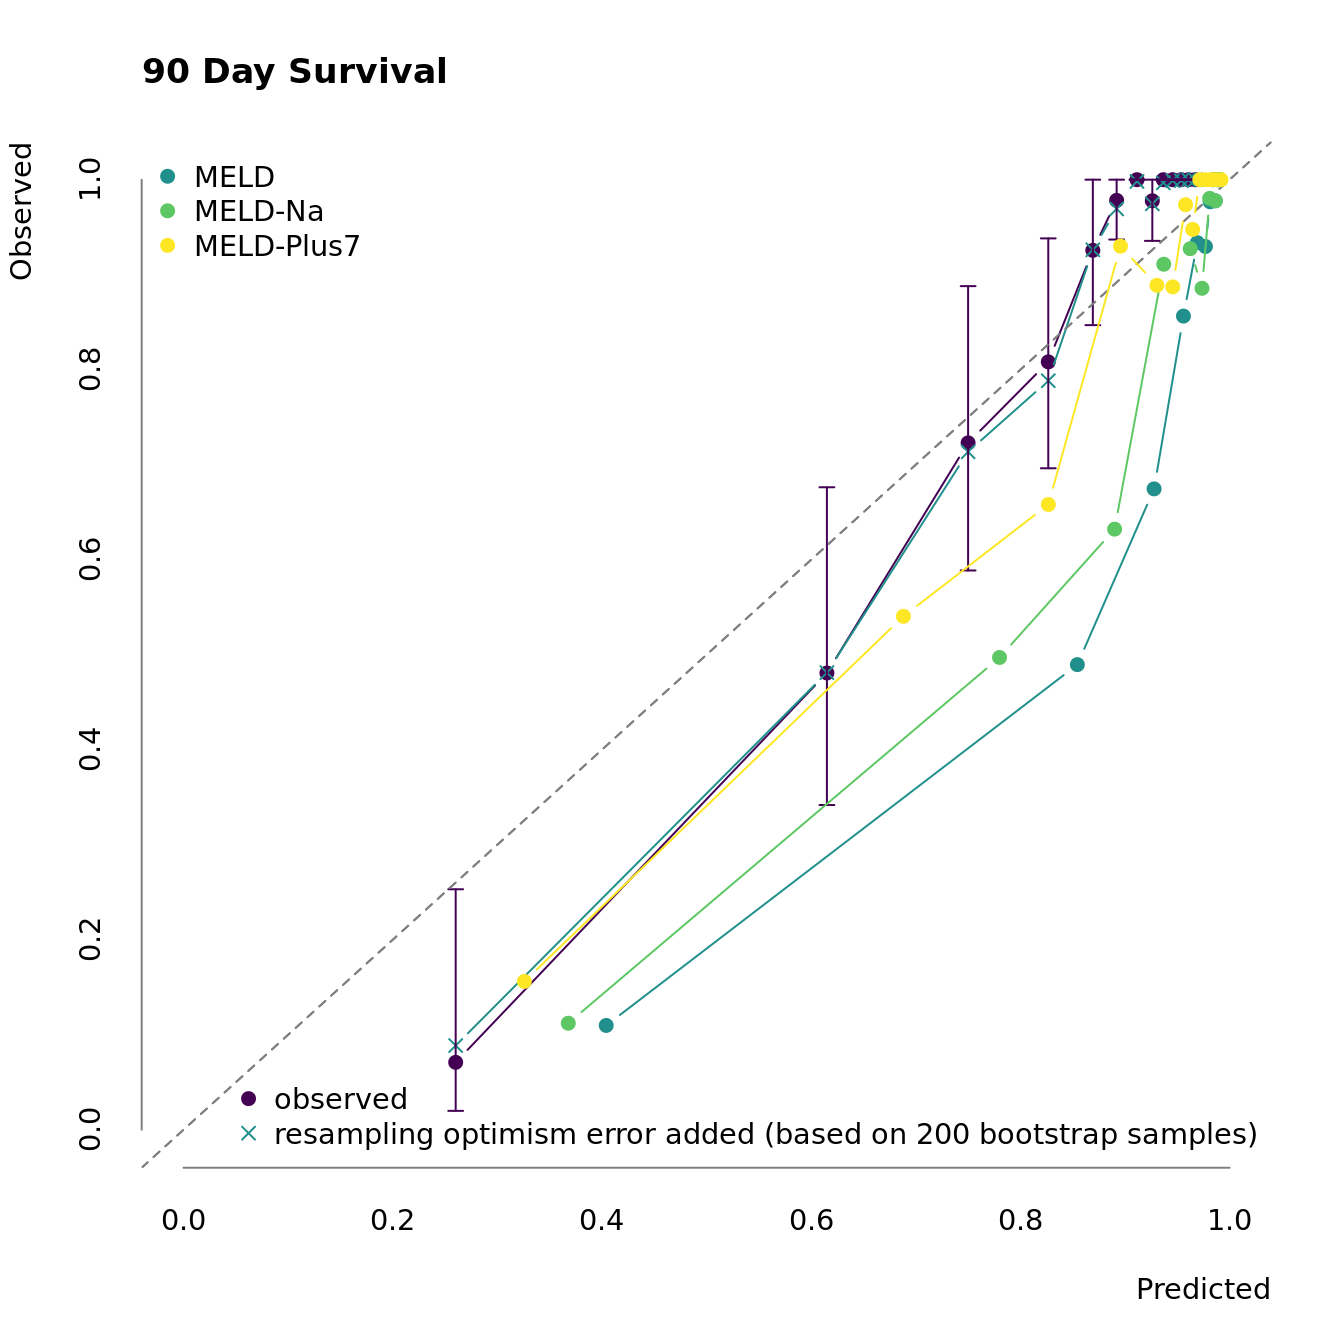 90 Day Survival
Observed
1.0
0.8
0.6
0.4
0.2
0.0
MELD
MELD-Na
MELD-Plus7
observed
resampling optimism error added (based on 200 bootstrap samples)
0.0 0.2 0.4 0.6 0.8 1.0
Predicted